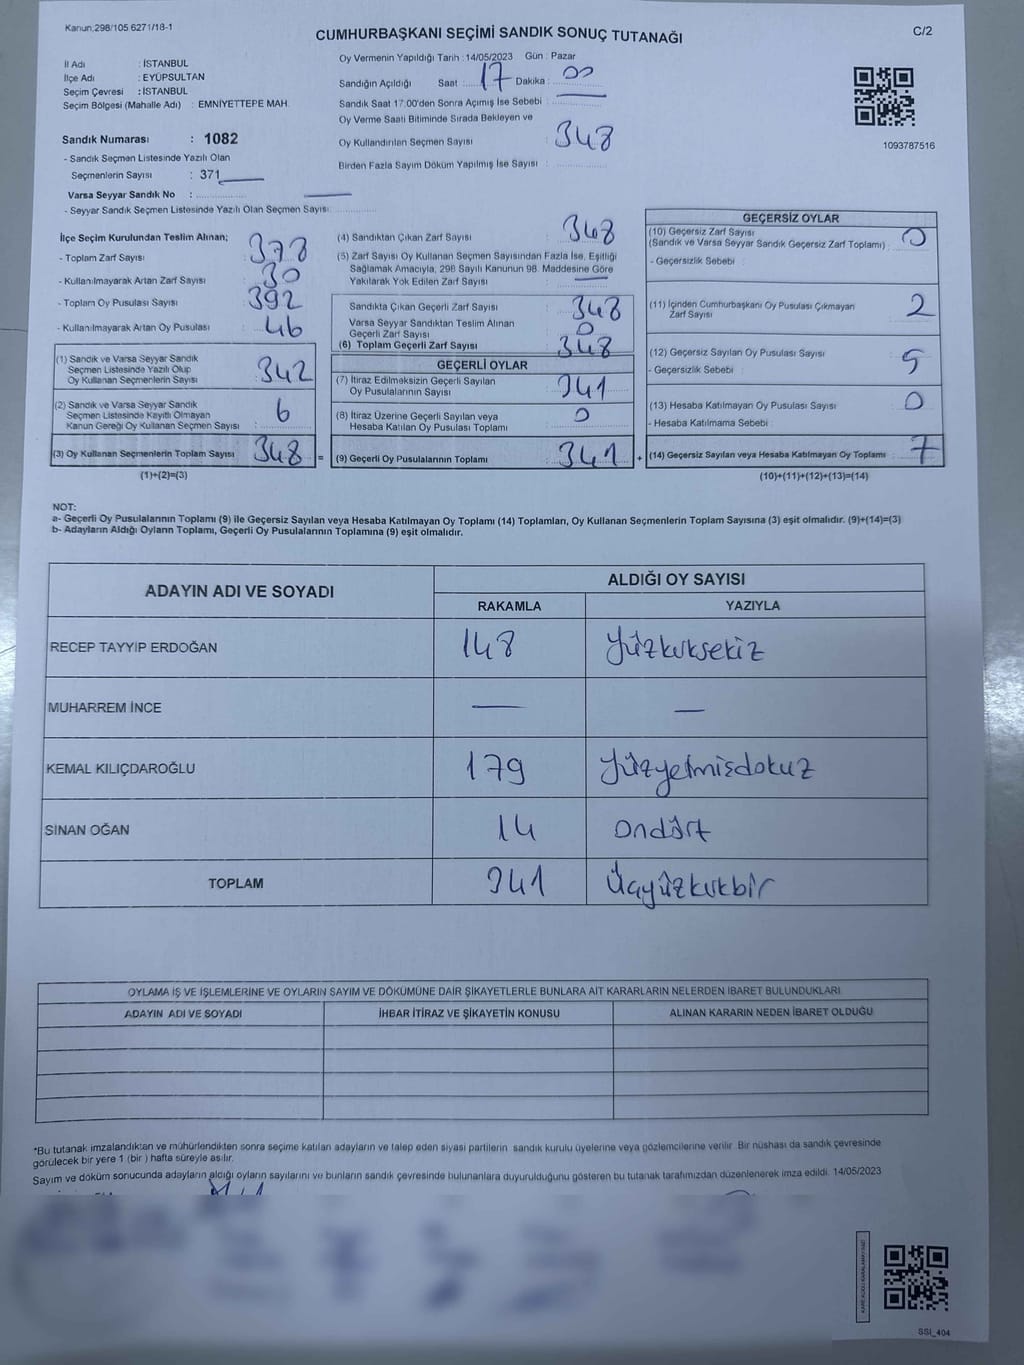 Kanun:298/105 6271/18-1
CUMHURBAŞKANI SEÇİMİ SANDIK SONUÇ TUTANAĞI
C/2
İl Adı : İSTANBUL
İlçe Adı : EYÜPSULTAN
Seçim Çevresi : İSTANBUL
Seçim Bölgesi (Mahalle Adı) : EMNİYETTEPE MAH.
Sandık Numarası : 1082
- Sandık Seçmen Listesinde Yazılı Olan
Seçmenlerin Sayısı : 371
Varsa Seyyar Sandık No :
- Seyyar Sandık Seçmen Listesinde Yazılı Olan Seçmen Sayısı
Oy Vermenin Yapıldığı Tarih : 14/05/2023 Gün : Pazar
Sandığın Açıldığı Saat : 17 Dakika : 00
Sandık Saat 17.00'den Sonra Açımış İse Sebebi :
Oy Verme Saati Bitiminde Sırada Bekleyen ve
Oy Kullandırılan Seçmen Sayısı : 348
Birden Fazla Sayım Döküm Yapılmış İse Sayısı :
1093787516
İlçe Seçim Kurulundan Teslim Alınan;
- Toplam Zarf Sayısı : 378
- Kullanılmayarak Artan Zarf Sayısı : 30
- Toplam Oy Pusulası Sayısı : 392
- Kullanılmayarak Artan Oy Pusulası : 46
(1) Sandık ve Varsa Seyyar Sandık
Seçmen Listesinde Yazılı Olup
Oy Kullanan Seçmenlerin Sayısı : 342
(2) Sandık ve Varsa Seyyar Sandık
Seçmen Listesinde Kayıtlı Olmayan
Kanun Gereği Oy Kullanan Seçmen Sayısı : 6
(3) Oy Kullanan Seçmenlerin Toplam Sayısı : 348 =
(1)+(2)=(3)
(4) Sandıktan Çıkan Zarf Sayısı : 348
(5) Zarf Sayısı Oy Kullanan Seçmen Sayısından Fazla İse, Eşitliği
Sağlamak Amacıyla, 298 Sayılı Kanunun 98. Maddesine Göre
Yakılarak Yok Edilen Zarf Sayısı :
Sandıkta Çıkan Geçerli Zarf Sayısı : 348
Varsa Seyyar Sandıktan Teslim Alınan
Geçerli Zarf Sayısı : 0
(6) Toplam Geçerli Zarf Sayısı : 348
GEÇERLİ OYLAR
(7) İtiraz Edilmeksizin Geçerli Sayılan
Oy Pusulalarının Sayısı : 341
(8) İtiraz Üzerine Geçerli Sayılan veya
Hesaba Katılan Oy Pusulası Toplamı : 0
(9) Geçerli Oy Pusulalarının Toplamı : 341 +
GEÇERSİZ OYLAR
(10) Geçersiz Zarf Sayısı
(Sandık ve Varsa Seyyar Sandık Geçersiz Zarf Toplamı) : 0
- Geçersizlik Sebebi :
(11) İçinden Cumhurbaşkanı Oy Pusulası Çıkmayan
Zarf Sayısı : 2
(12) Geçersiz Sayılan Oy Pusulası Sayısı : 5
- Geçersizlik Sebebi :
(13) Hesaba Katılmayan Oy Pusulası Sayısı : 0
- Hesaba Katılmama Sebebi :
(14) Geçersiz Sayılan veya Hesaba Katılmayan Oy Toplamı : 7
(10)+(11)+(12)+(13)=(14)
NOT:
a- Geçerli Oy Pusulalarının Toplamı (9) ile Geçersiz Sayılan veya Hesaba Katılmayan Oy Toplamı (14) Toplamları, Oy Kullanan Seçmenlerin Toplam Sayısına (3) eşit olmalıdır. (9)+(14)=(3)
b- Adayların Aldığı Oyların Toplamı, Geçerli Oy Pusulalarının Toplamına (9) eşit olmalıdır.
ADAYIN ADI VE SOYADI
ALDIĞI OY SAYISI
RAKAMLA YAZIYLA
RECEP TAYYİP ERDOĞAN 148 Yüzkırksekiz
MUHARREM İNCE — —
KEMAL KILIÇDAROĞLU 179 Yüzyetmişdokuz
SİNAN OĞAN 14 ondört
TOPLAM 341 Üçyüzkırkbir
OYLAMA İŞ VE İŞLEMLERİNE VE OYLARIN SAYIM VE DÖKÜMÜNE DAİR ŞİKAYETLERLE BUNLARA AİT KARARLARIN NELERDEN İBARET BULUNDUKLARI
ADAYIN ADI VE SOYADI İHBAR İTİRAZ VE ŞİKAYETİN KONUSU ALINAN KARARIN NEDEN İBARET OLDUĞU
*Bu tutanak imzalandıktan ve mühürlendikten sonra seçime katılan adayların ve talep eden siyasi partilerin sandık kurulu üyelerine veya gözlemcilerine verilir. Bir nüshası da sandık çevresinde
görülecek bir yere 1 (bir ) hafta süreyle asılır.
Sayım ve döküm sonucunda adayların aldığı oyların sayılarını ve bunların sandık çevresinde bulunanlara duyurulduğunu gösteren bu tutanak tarafımızdan düzenlenerek imza edildi. 14/05/2023
SSI_404